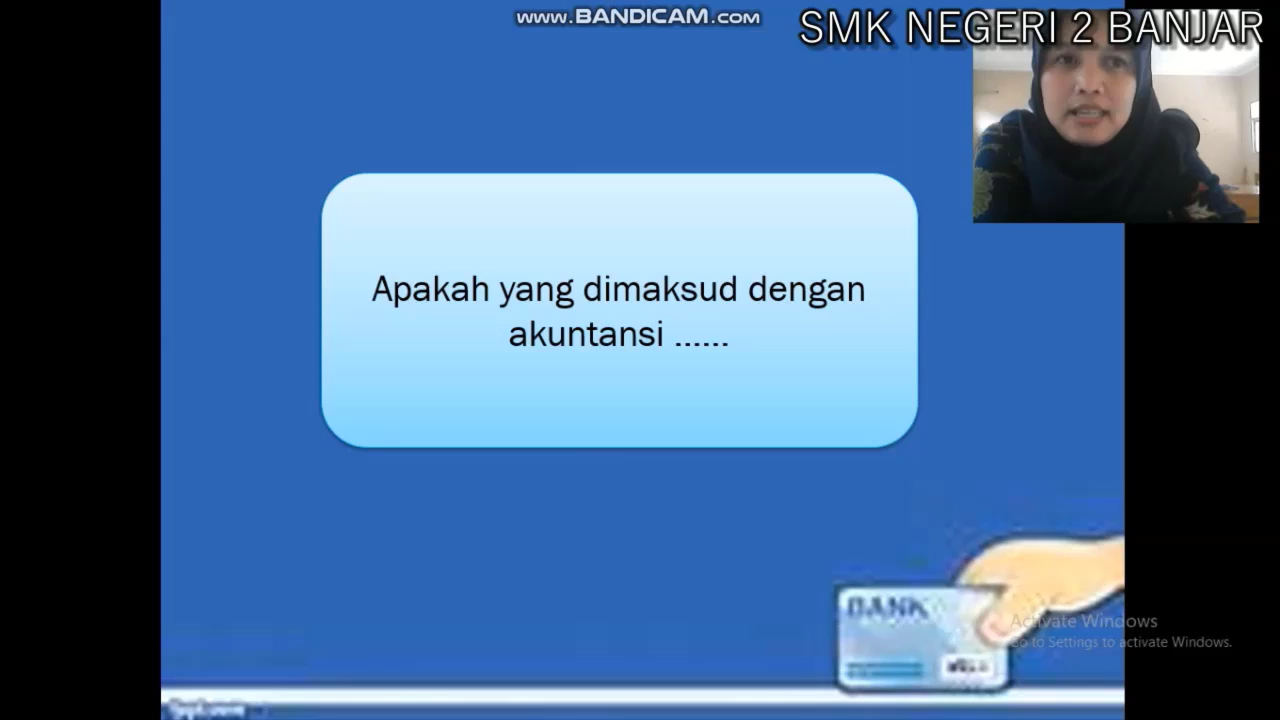 www.BANDICAM.com
SMK NEGERI 2 BANJAR
Apakah yang dimaksud dengan
akuntansi ......
BANK
Activate Windows
Go to Settings to activate Windows.